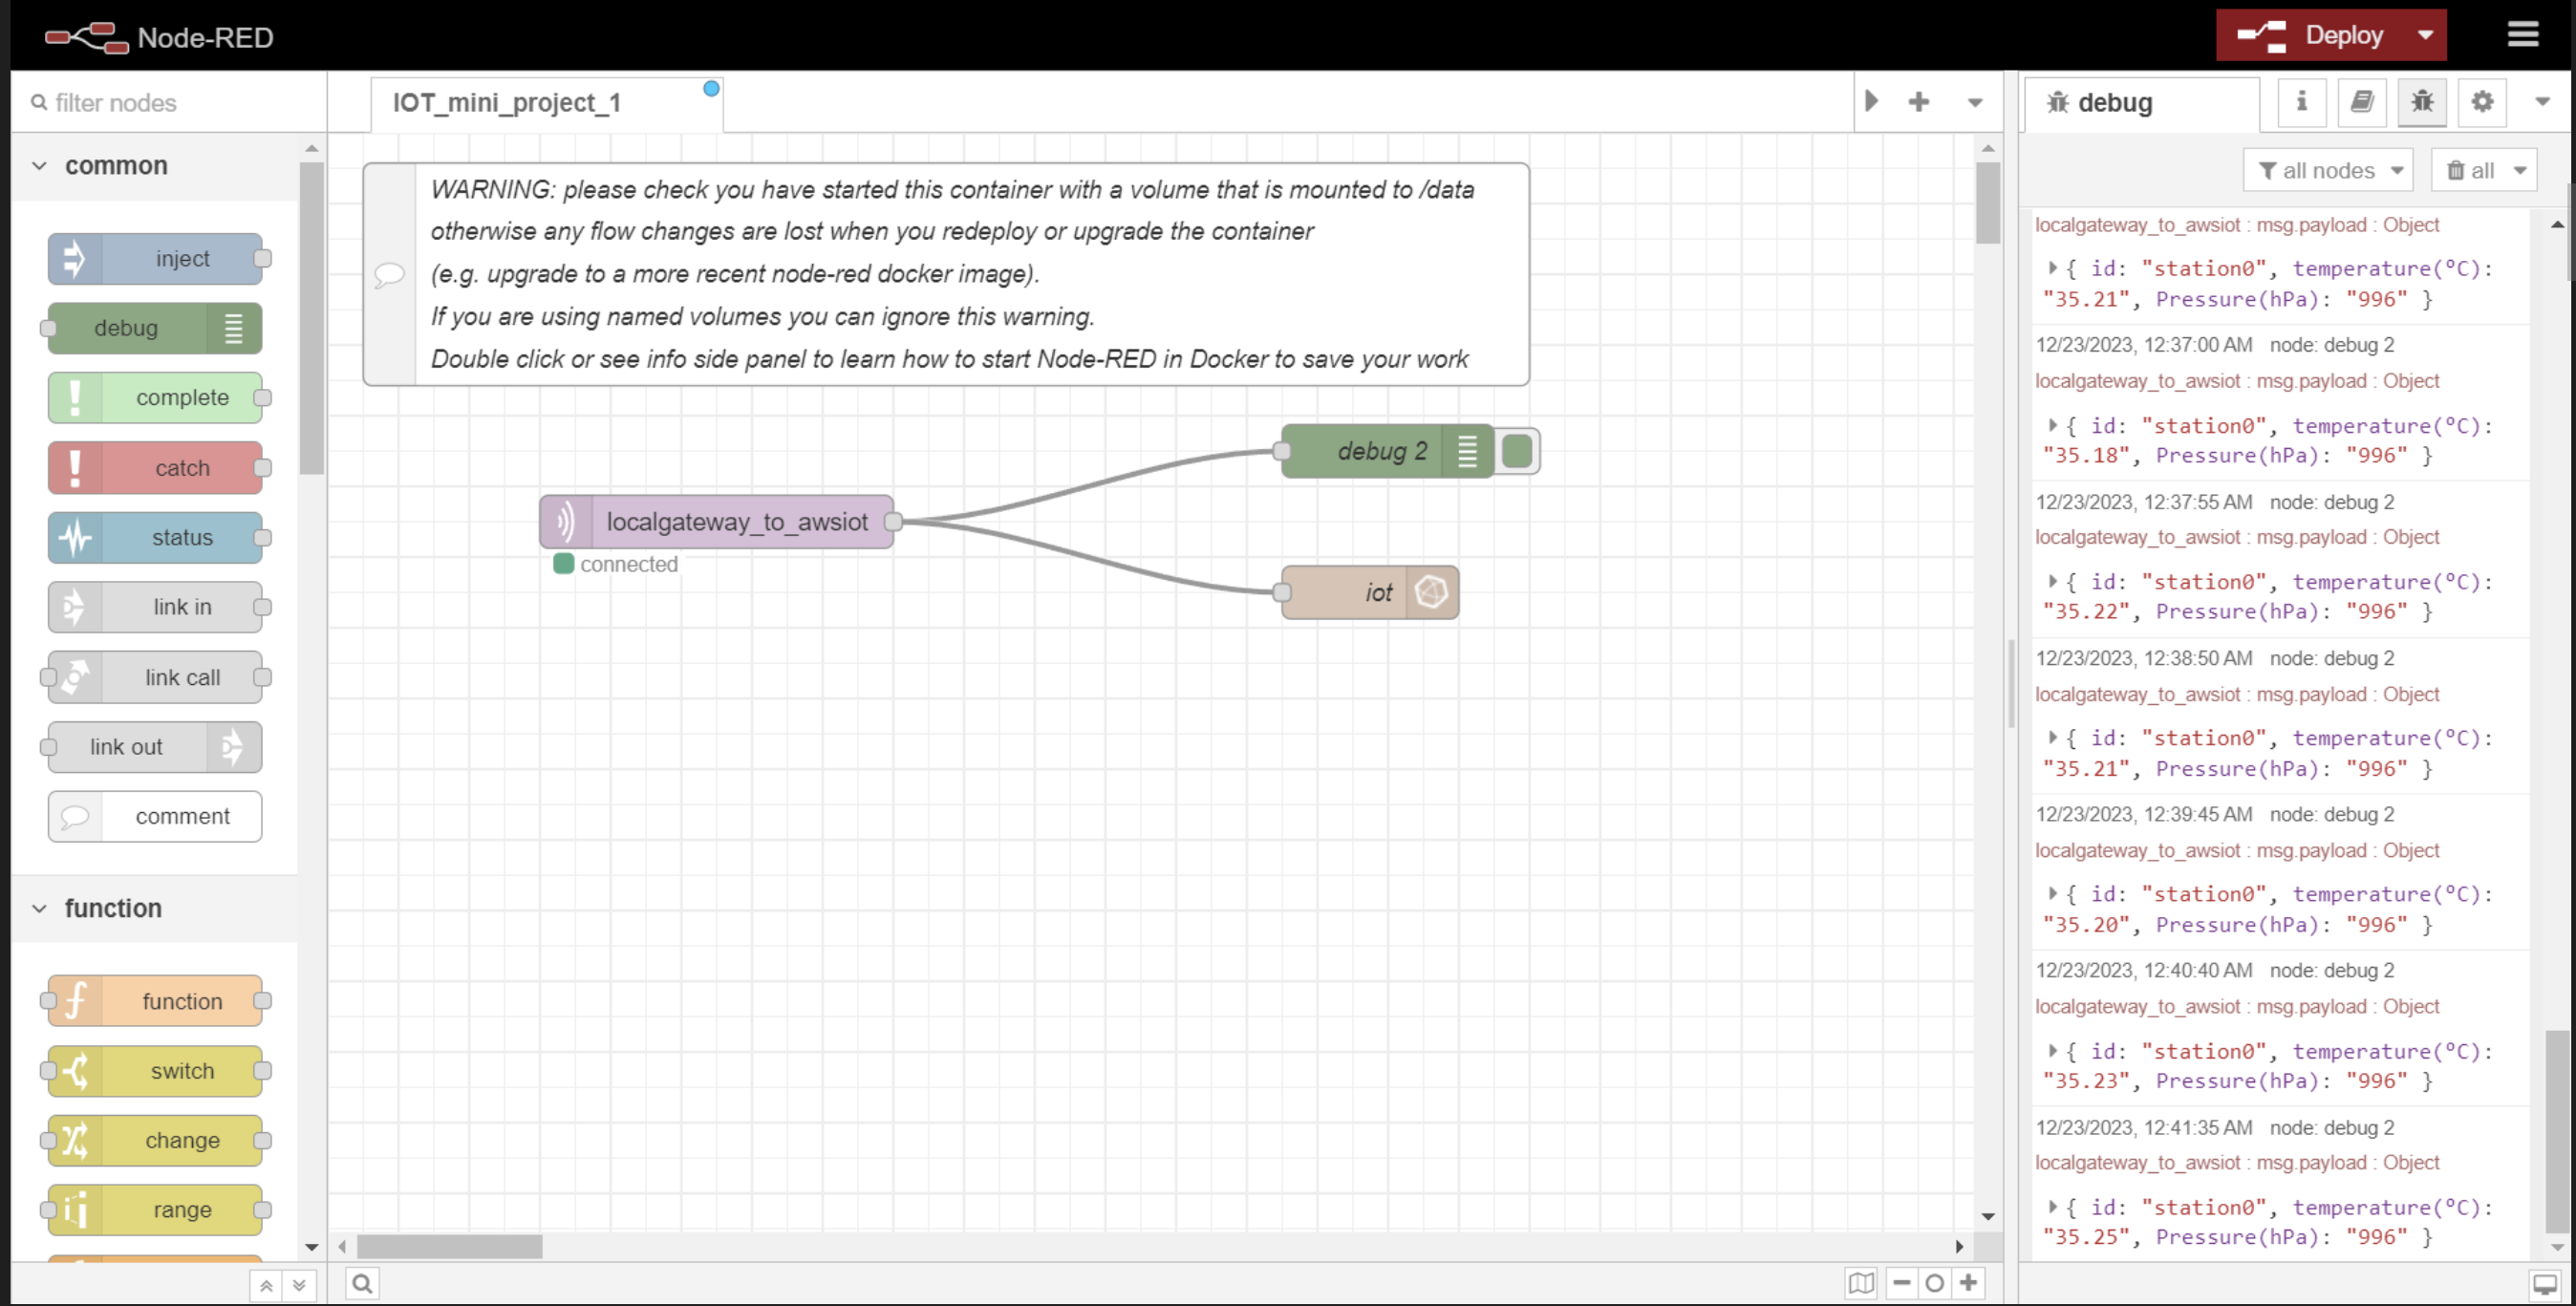 Node-RED
Deploy
filter nodes
IOT_mini_project_1
debug
i
all nodes
all
common
inject
debug
complete
catch
status
link in
link call
link out
comment
function
function
switch
change
range
WARNING: please check you have started this container with a volume that is mounted to /data
otherwise any flow changes are lost when you redeploy or upgrade the container
(e.g. upgrade to a more recent node-red docker image).
If you are using named volumes you can ignore this warning.
Double click or see info side panel to learn how to start Node-RED in Docker to save your work
debug 2
localgateway_to_awsiot
connected
iot
localgateway_to_awsiot : msg.payload : Object
{ id: "station0", temperature(ºC):
"35.21", Pressure(hPa): "996" }
12/23/2023, 12:37:00 AM node: debug 2
localgateway_to_awsiot : msg.payload : Object
{ id: "station0", temperature(ºC):
"35.18", Pressure(hPa): "996" }
12/23/2023, 12:37:55 AM node: debug 2
localgateway_to_awsiot : msg.payload : Object
{ id: "station0", temperature(ºC):
"35.22", Pressure(hPa): "996" }
12/23/2023, 12:38:50 AM node: debug 2
localgateway_to_awsiot : msg.payload : Object
{ id: "station0", temperature(ºC):
"35.21", Pressure(hPa): "996" }
12/23/2023, 12:39:45 AM node: debug 2
localgateway_to_awsiot : msg.payload : Object
{ id: "station0", temperature(ºC):
"35.20", Pressure(hPa): "996" }
12/23/2023, 12:40:40 AM node: debug 2
localgateway_to_awsiot : msg.payload : Object
{ id: "station0", temperature(ºC):
"35.23", Pressure(hPa): "996" }
12/23/2023, 12:41:35 AM node: debug 2
localgateway_to_awsiot : msg.payload : Object
{ id: "station0", temperature(ºC):
"35.25", Pressure(hPa): "996" }